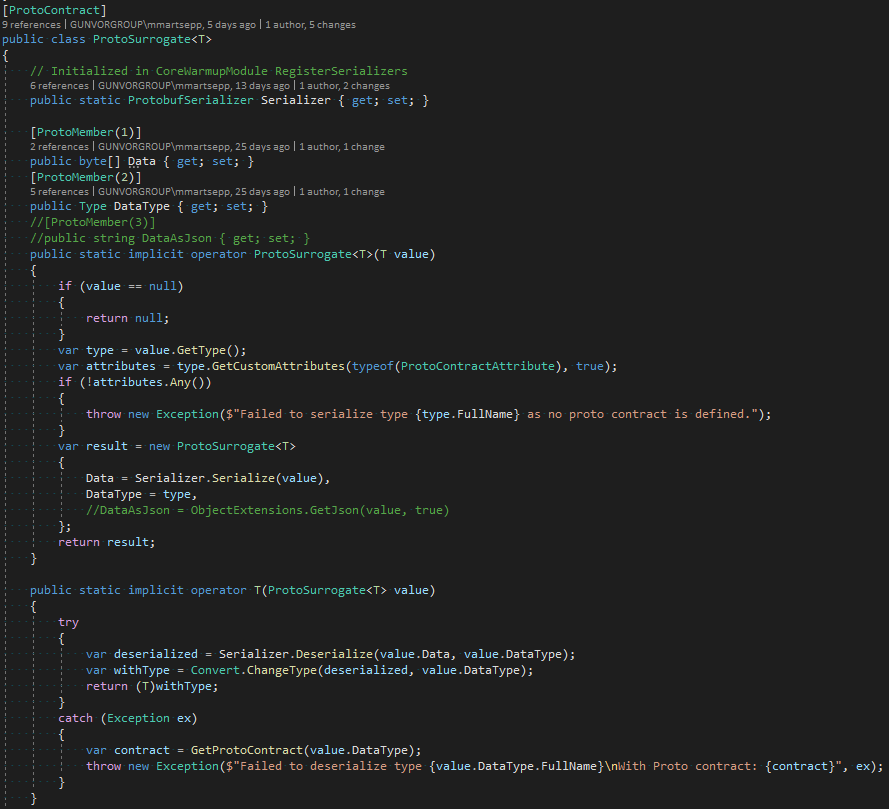 [ProtoContract]
9 references | GUNVORGROUP\mmartsepp, 5 days ago | 1 author, 5 changes
public class ProtoSurrogate<T>
{
// Initialized in CoreWarmupModule RegisterSerializers
6 references | GUNVORGROUP\mmartsepp, 13 days ago | 1 author, 2 changes
public static ProtobufSerializer Serializer { get; set; }
[ProtoMember(1)]
2 references | GUNVORGROUP\mmartsepp, 25 days ago | 1 author, 1 change
public byte[] Data { get; set; }
[ProtoMember(2)]
5 references | GUNVORGROUP\mmartsepp, 25 days ago | 1 author, 1 change
public Type DataType { get; set; }
//[ProtoMember(3)]
//public string DataAsJson { get; set; }
public static implicit operator ProtoSurrogate<T>(T value)
{
if (value == null)
{
return null;
}
var type = value.GetType();
var attributes = type.GetCustomAttributes(typeof(ProtoContractAttribute), true);
if (!attributes.Any())
{
throw new Exception($"Failed to serialize type {type.FullName} as no proto contract is defined.");
}
var result = new ProtoSurrogate<T>
{
Data = Serializer.Serialize(value),
DataType = type,
//DataAsJson = ObjectExtensions.GetJson(value, true)
};
return result;
}
public static implicit operator T(ProtoSurrogate<T> value)
{
try
{
var deserialized = Serializer.Deserialize(value.Data, value.DataType);
var withType = Convert.ChangeType(deserialized, value.DataType);
return (T)withType;
}
catch (Exception ex)
{
var contract = GetProtoContract(value.DataType);
throw new Exception($"Failed to deserialize type {value.DataType.FullName}\nWith Proto contract: {contract}", ex);
}
}